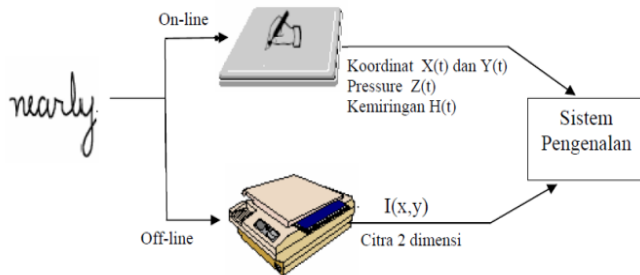 On-line
nearly
Koordinat X(t) dan Y(t)
Pressure Z(t)
Kemiringan H(t)
Sistem
Pengenalan
I(x,y)
Off-line
Citra 2 dimensi